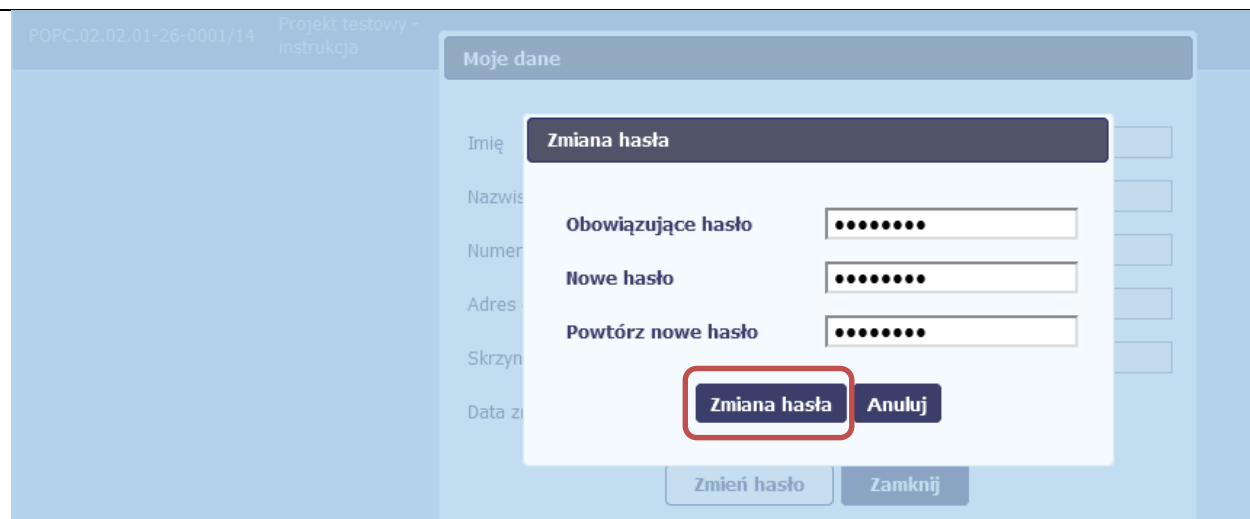 POPC.02.02.01-26-0001/14 Projekt testowy -
instrukcja
Moje dane
Zmiana hasła
Imię
Nazwis
Obowiązujące hasło ●●●●●●●●
Numer
Nowe hasło ●●●●●●●●
Adres
Powtórz nowe hasło ●●●●●●●●
Skrzyn
Zmiana hasła Anuluj
Data
Zmień hasło Zamknij